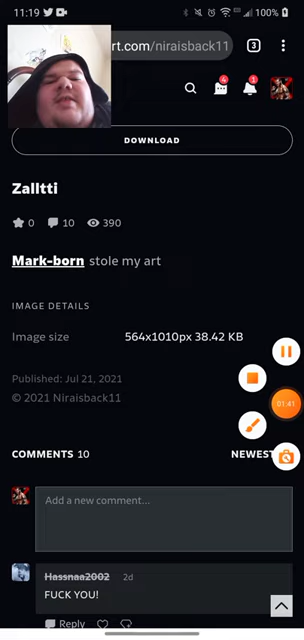 11:19
100%
rt.com/niraisback11
3
4
1
DOWNLOAD
Zalltti
0 10 390
Mark-born stole my art
IMAGE DETAILS
Image size 564x1010px 38.42 KB
Published: Jul 21, 2021
© 2021 Niraisback11
01:41
COMMENTS 10 NEWEST
Add a new comment...
Hassnaa2002 2d
FUCK YOU!
Reply